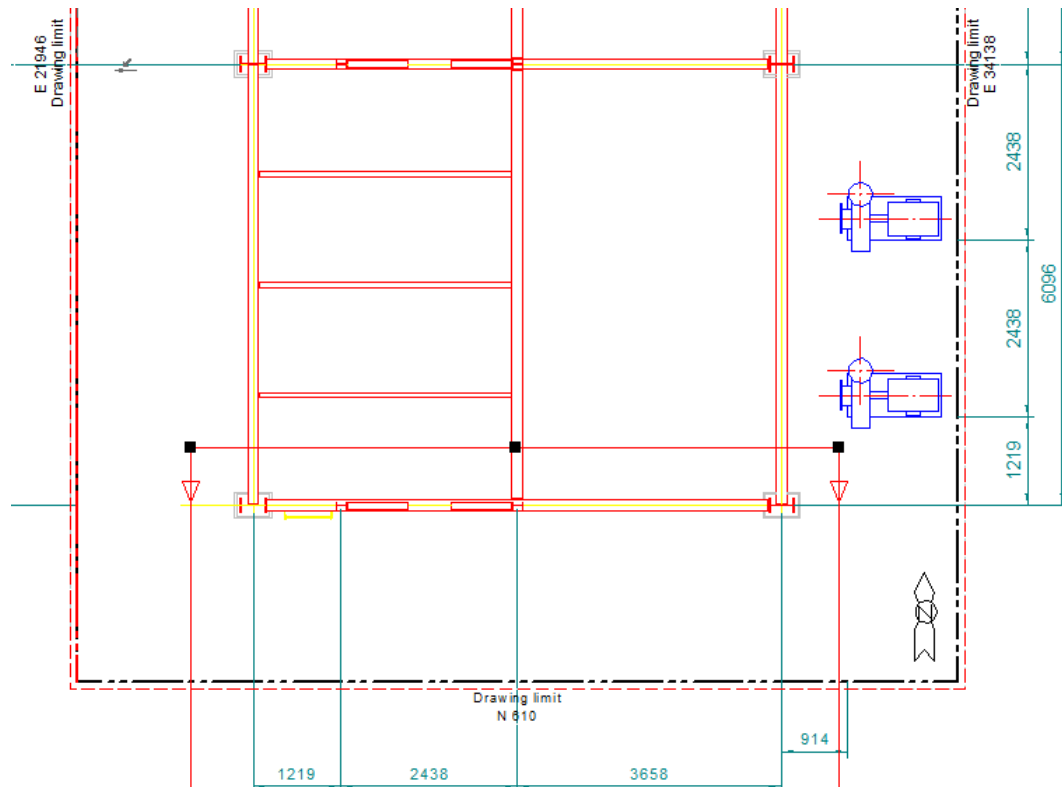 E 21946
Drawing limit
Drawing limit
E 34138
2438
6096
2438
1219
N
Drawing limit
N 610
914
1219
2438
3658